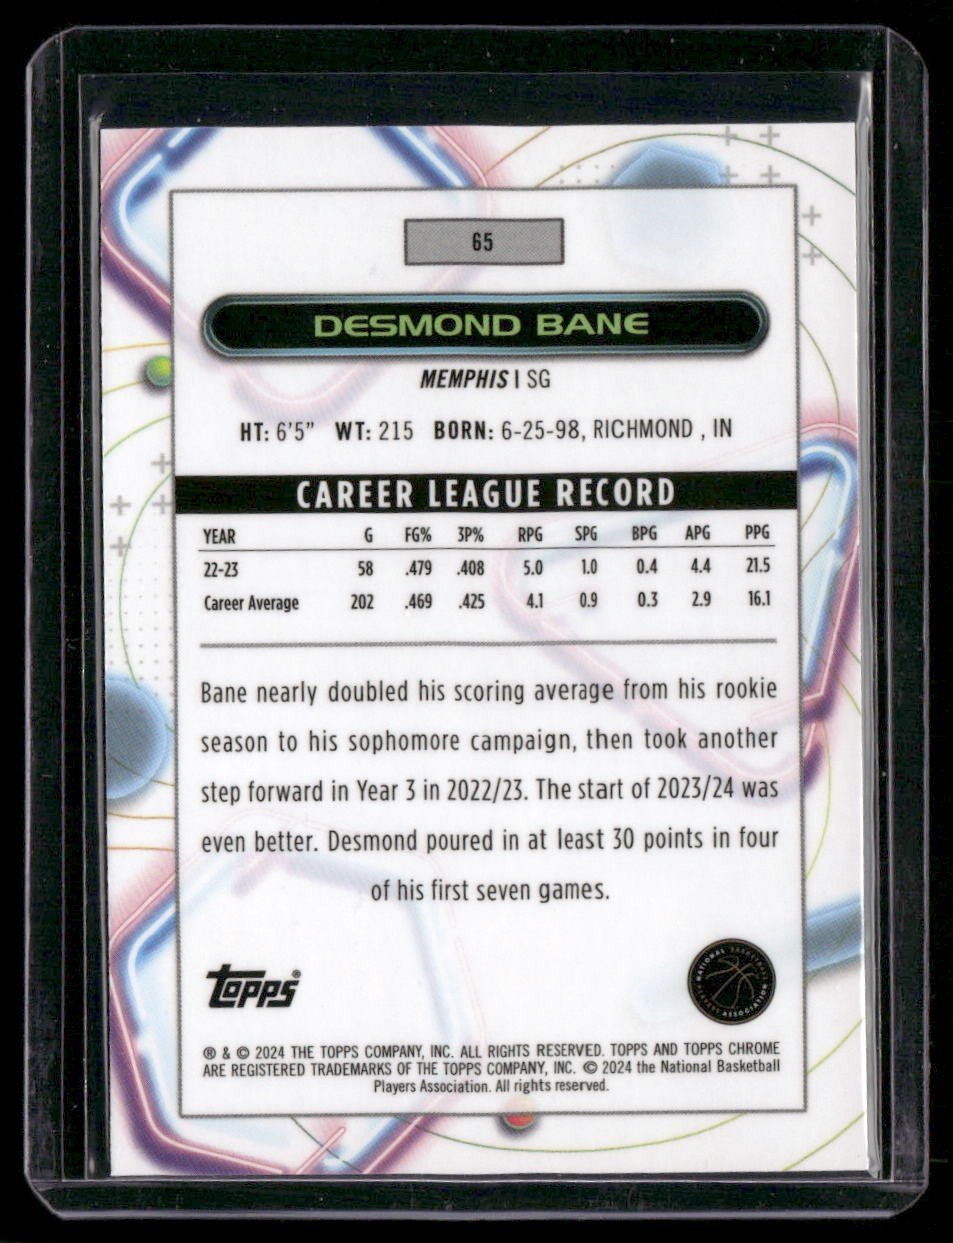 65
DESMOND BANE
MEMPHIS | SG
HT: 6'5" WT: 215 BORN: 6-25-98, RICHMOND , IN
CAREER LEAGUE RECORD
YEAR G FG% 3P% RPG SPG BPG APG PPG
22-23 58 .479 .408 5.0 1.0 0.4 4.4 21.5
Career Average 202 .469 .425 4.1 0.9 0.3 2.9 16.1
Bane nearly doubled his scoring average from his rookie
season to his sophomore campaign, then took another
step forward in Year 3 in 2022/23. The start of 2023/24 was
even better. Desmond poured in at least 30 points in four
of his first seven games.
topps®
NATIONAL BASKETBALL
PLAYERS ASSOCIATION
® & © 2024 THE TOPPS COMPANY, INC. ALL RIGHTS RESERVED. TOPPS AND TOPPS CHROME
ARE REGISTERED TRADEMARKS OF THE TOPPS COMPANY, INC. © 2024 the National Basketball
Players Association. All rights reserved.